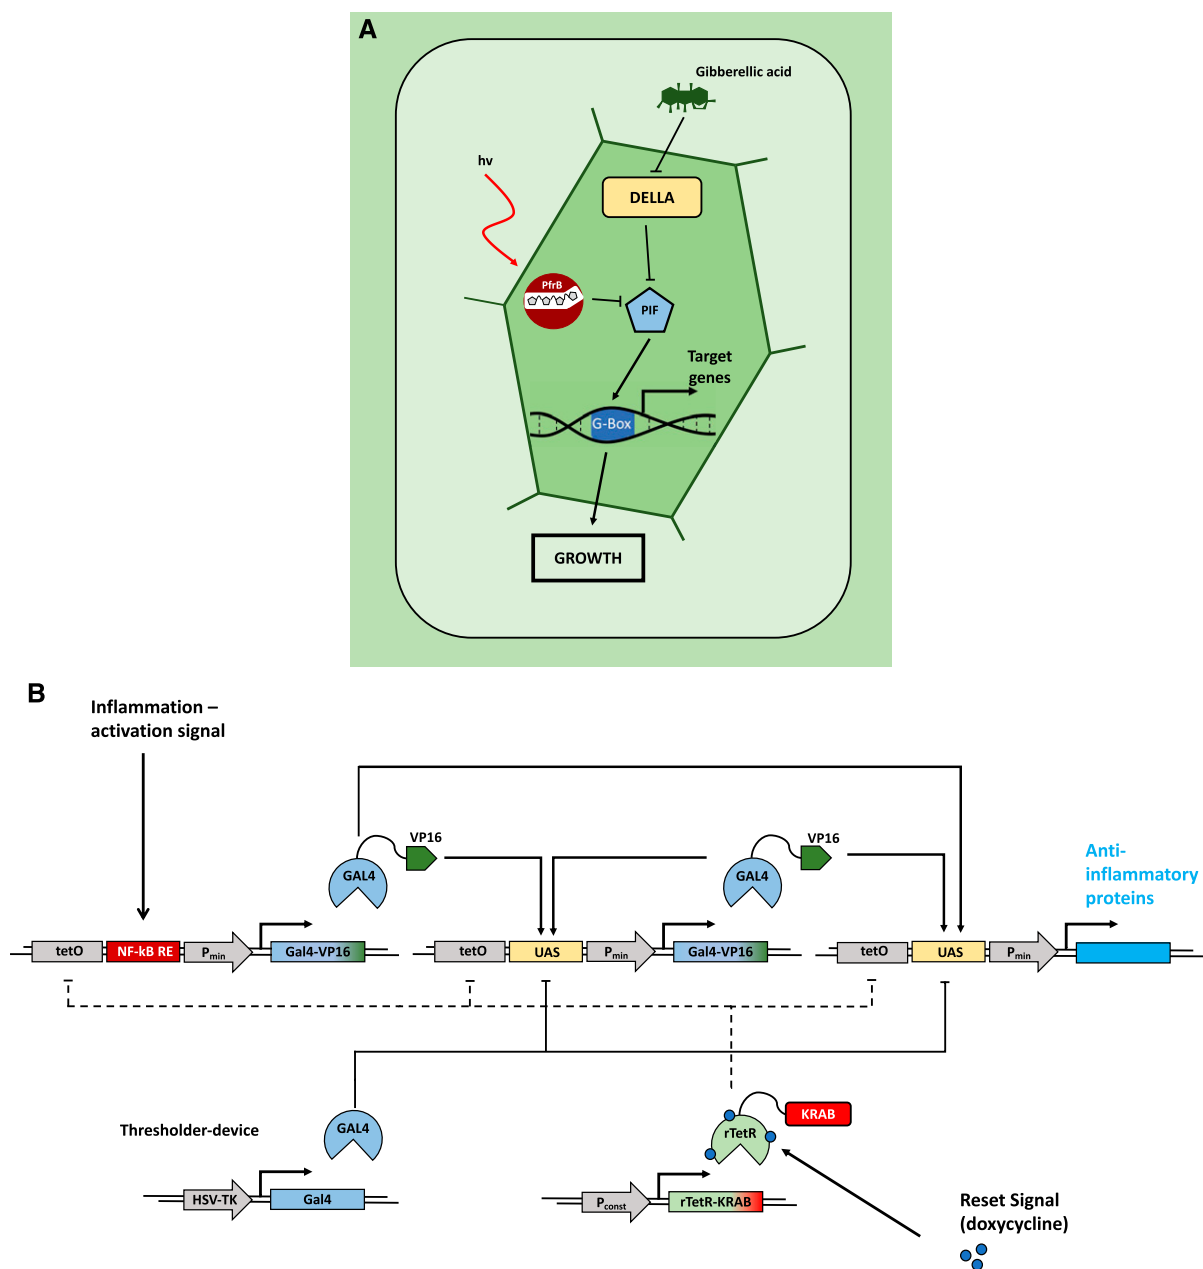 A
Gibberellic acid
hv
DELLA
PfrB
PIF
Target
genes
G-Box
GROWTH
B
Inflammation –
activation signal
VP16
GAL4
VP16
GAL4
Anti-
inflammatory
proteins
tetO NF-kB RE Pmin Gal4-VP16
tetO UAS Pmin Gal4-VP16
tetO UAS Pmin
Thresholder-device
GAL4
HSV-TK Gal4
KRAB
rTetR
Pconst rTetR-KRAB
Reset Signal
(doxycycline)